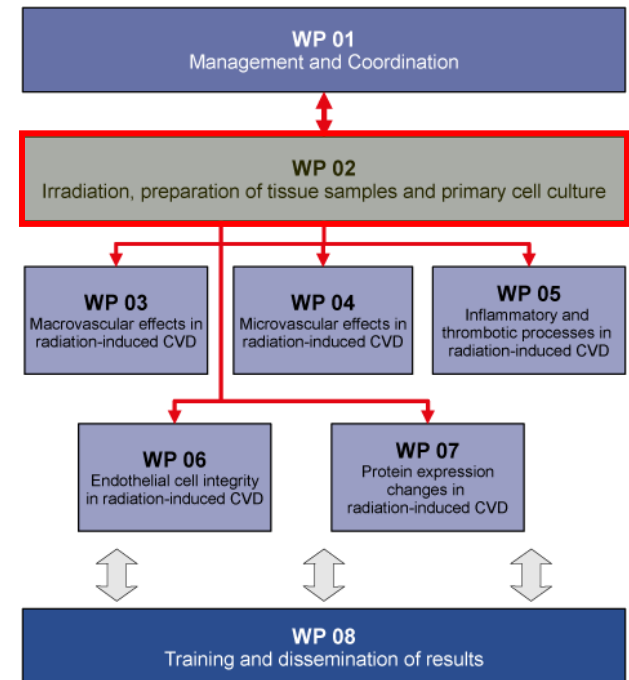 WP 01
Management and Coordination
WP 02
Irradiation, preparation of tissue samples and primary cell culture
WP 03
Macrovascular effects in
radiation-induced CVD
WP 04
Microvascular effects in
radiation-induced CVD
WP 05
Inflammatory and
thrombotic processes in
radiation-induced CVD
WP 06
Endothelial cell integrity
in radiation-induced CVD
WP 07
Protein expression
changes in
radiation-induced CVD
WP 08
Training and dissemination of results